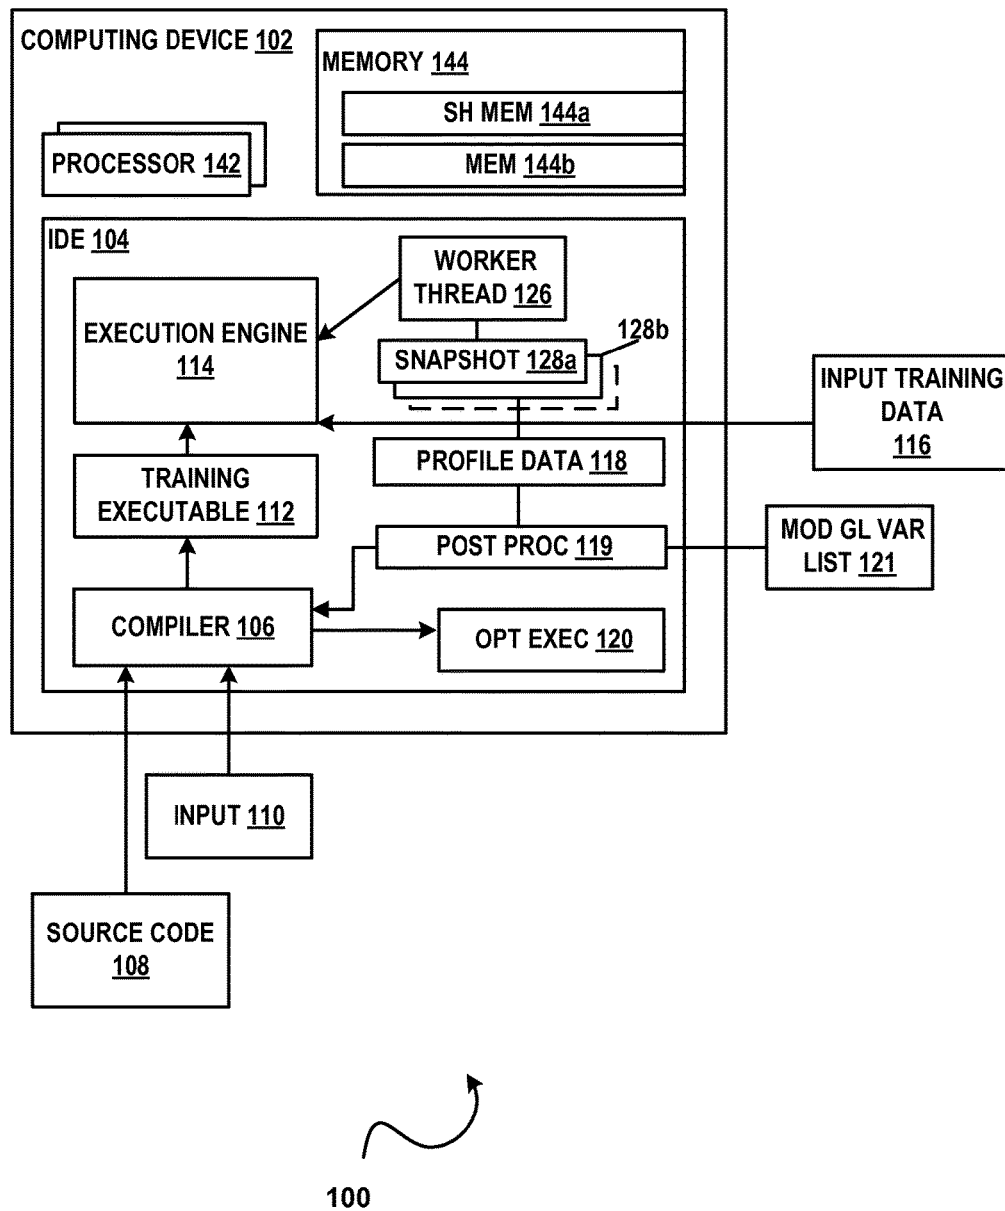 COMPUTING DEVICE 102
MEMORY 144
SH MEM 144a
MEM 144b
PROCESSOR 142
IDE 104
WORKER
THREAD 126
EXECUTION ENGINE
114
128b
SNAPSHOT 128a
INPUT TRAINING
DATA
116
PROFILE DATA 118
TRAINING
EXECUTABLE 112
POST PROC 119
MOD GL VAR
LIST 121
COMPILER 106
OPT EXEC 120
INPUT 110
SOURCE CODE
108
100